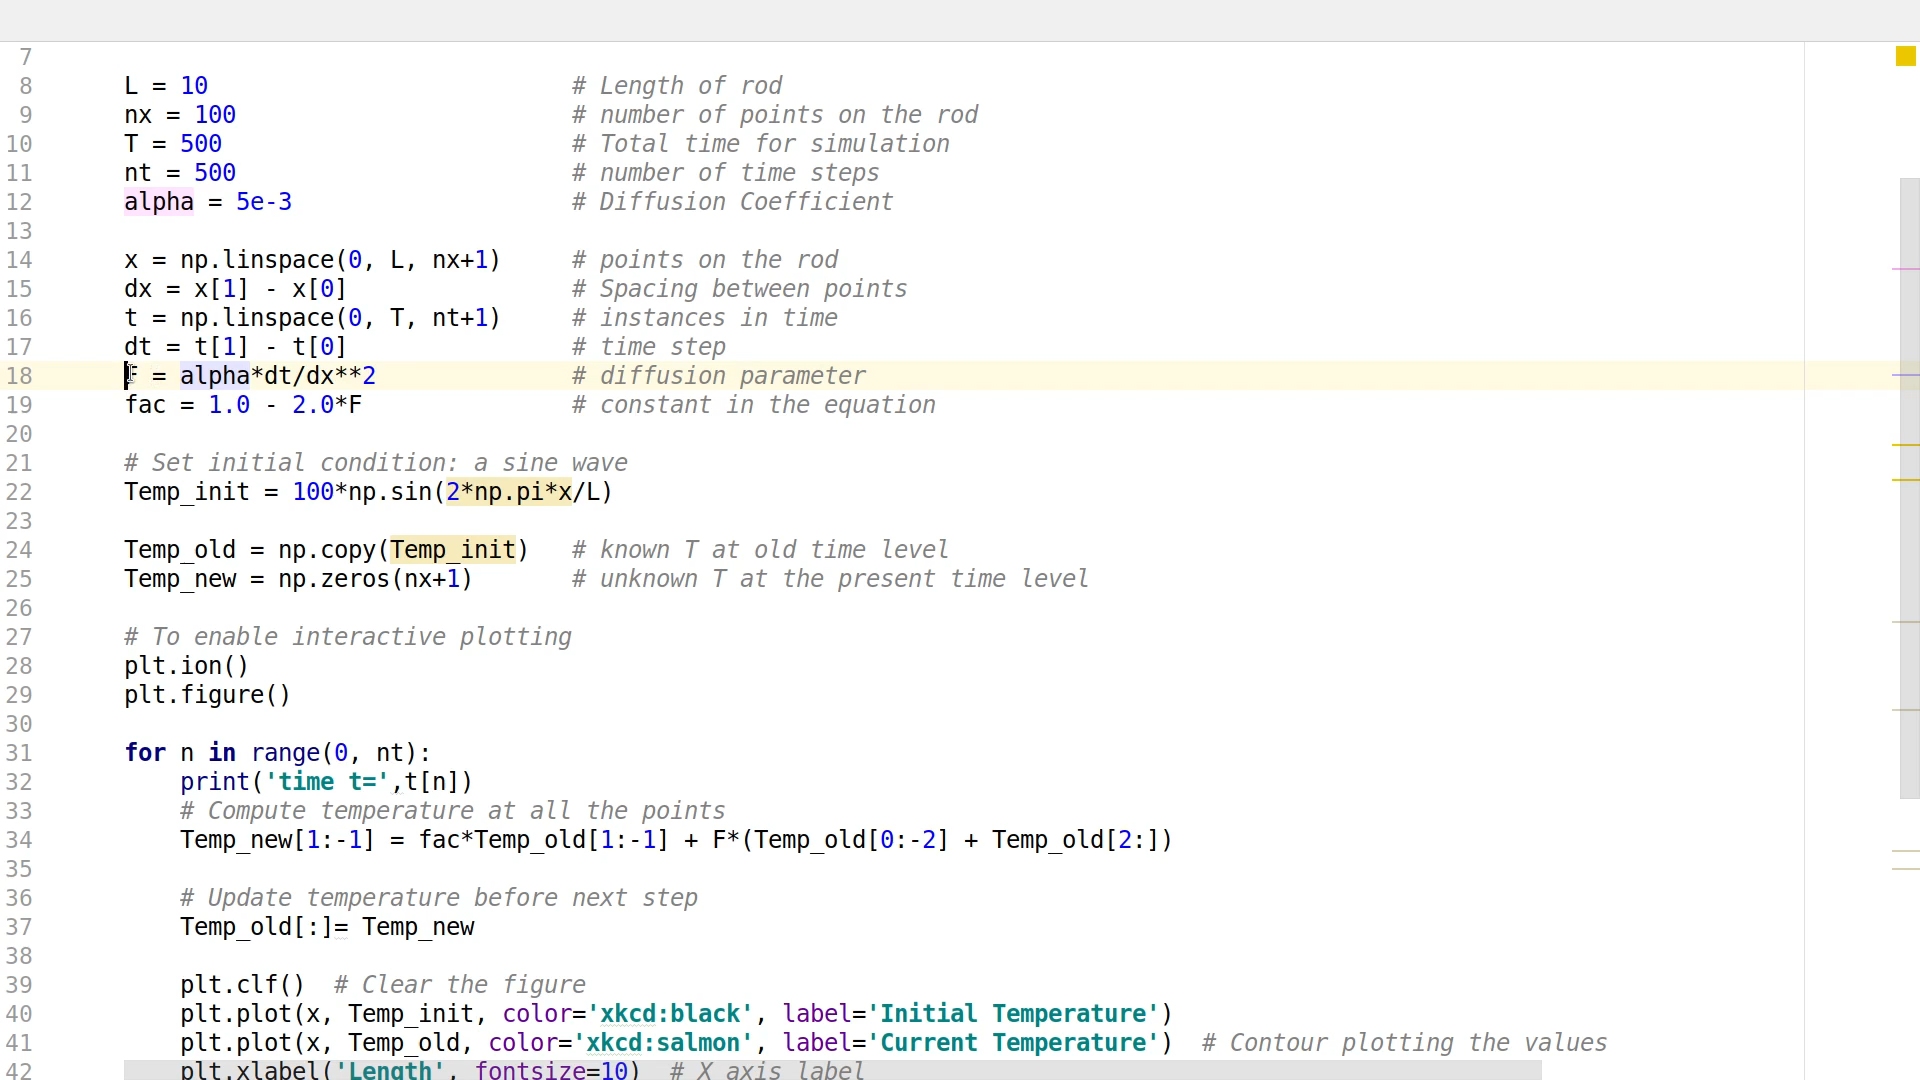 7
8 L = 10 # Length of rod
9 nx = 100 # number of points on the rod
10 T = 500 # Total time for simulation
11 nt = 500 # number of time steps
12 alpha = 5e-3 # Diffusion Coefficient
13
14 x = np.linspace(0, L, nx+1) # points on the rod
15 dx = x[1] - x[0] # Spacing between points
16 t = np.linspace(0, T, nt+1) # instances in time
17 dt = t[1] - t[0] # time step
18 F = alpha*dt/dx**2 # diffusion parameter
19 fac = 1.0 - 2.0*F # constant in the equation
20
21 # Set initial condition: a sine wave
22 Temp_init = 100*np.sin(2*np.pi*x/L)
23
24 Temp_old = np.copy(Temp_init) # known T at old time level
25 Temp_new = np.zeros(nx+1) # unknown T at the present time level
26
27 # To enable interactive plotting
28 plt.ion()
29 plt.figure()
30
31 for n in range(0, nt):
32 print('time t=',t[n])
33 # Compute temperature at all the points
34 Temp_new[1:-1] = fac*Temp_old[1:-1] + F*(Temp_old[0:-2] + Temp_old[2:])
35
36 # Update temperature before next step
37 Temp_old[:]= Temp_new
38
39 plt.clf() # Clear the figure
40 plt.plot(x, Temp_init, color='xkcd:black', label='Initial Temperature')
41 plt.plot(x, Temp_old, color='xkcd:salmon', label='Current Temperature') # Contour plotting the values
42 plt.xlabel('Length', fontsize=10) # X axis label